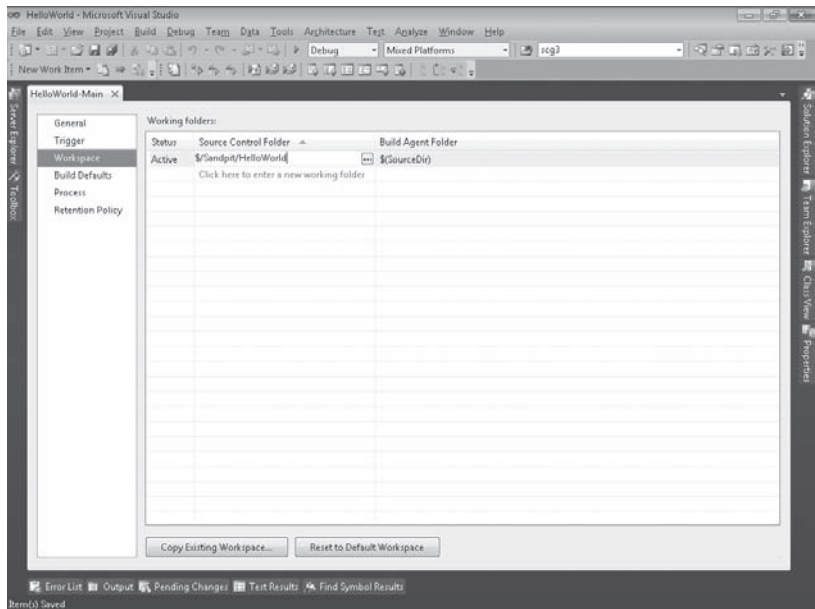 HelloWorld - Microsoft Visual Studio
File Edit View Project Build Debug Team Data Tools Architecture Test Analyze Window Help
Debug Mixed Platforms scg3
New Work Item
HelloWorld-Main X
Server Explorer
Toolbox
General
Trigger
Workspace
Build Defaults
Process
Retention Policy
Working folders:
Status Source Control Folder Build Agent Folder
Active $/Sandpit/HelloWorld ... $(SourceDir)
Click here to enter a new working folder
Copy Existing Workspace... Reset to Default Workspace
Solution Explorer
Team Explorer
Class View
Properties
Error List Output Pending Changes Test Results Find Symbol Results
Item(s) Saved